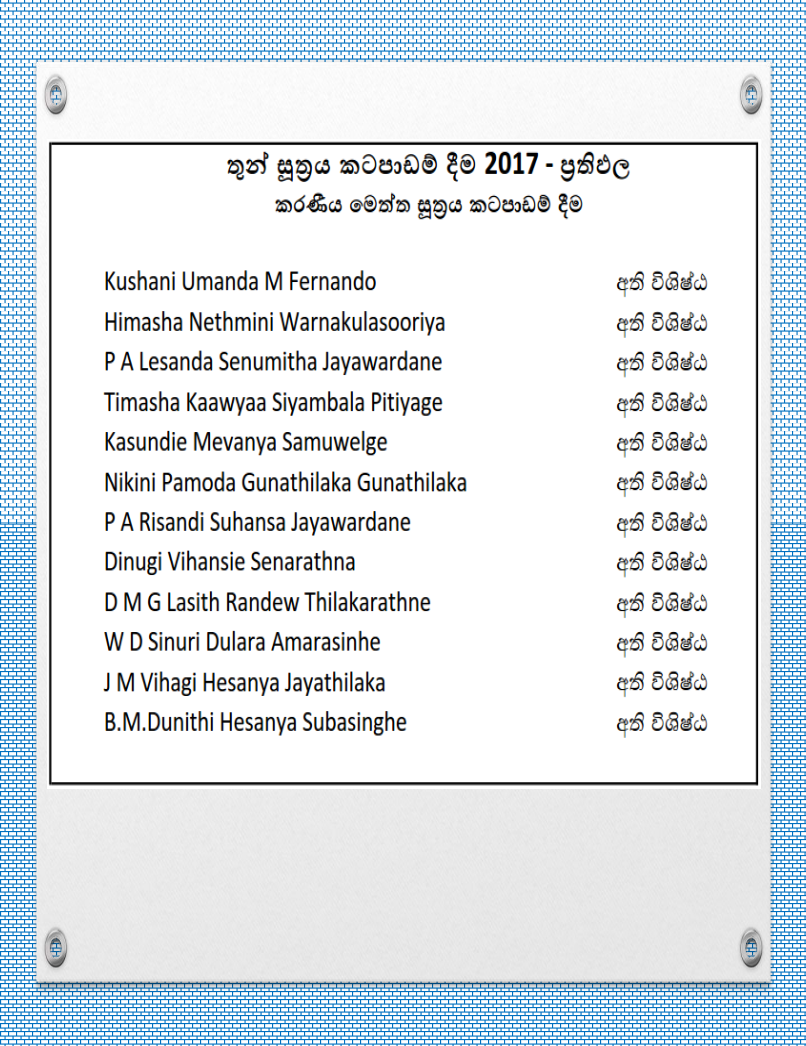 තුන් සූත්‍රය කටපාඩම් දීම 2017 - ප්‍රතිඵල
කරණීය මෙත්ත සූත්‍රය කටපාඩම් දීම
Kushani Umanda M Fernando අති විශිෂ්ඨ
Himasha Nethmini Warnakulasooriya අති විශිෂ්ඨ
P A Lesanda Senumitha Jayawardane අති විශිෂ්ඨ
Timasha Kaawyaa Siyambala Pitiyage අති විශිෂ්ඨ
Kasundie Mevanya Samuwelge අති විශිෂ්ඨ
Nikini Pamoda Gunathilaka Gunathilaka අති විශිෂ්ඨ
P A Risandi Suhansa Jayawardane අති විශිෂ්ඨ
Dinugi Vihansie Senarathna අති විශිෂ්ඨ
D M G Lasith Randew Thilakarathne අති විශිෂ්ඨ
W D Sinuri Dulara Amarasinhe අති විශිෂ්ඨ
J M Vihagi Hesanya Jayathilaka අති විශිෂ්ඨ
B.M.Dunithi Hesanya Subasinghe අති විශිෂ්ඨ